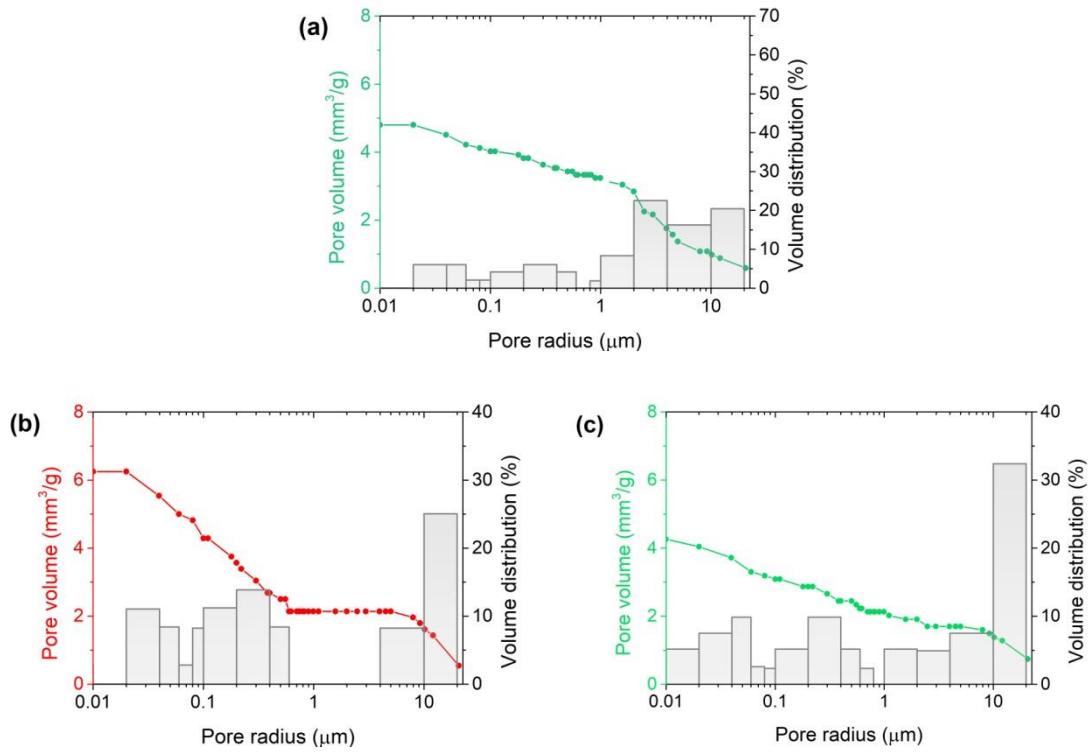 (a)
8
6
4
2
0
Pore volume (mm³/g)
70
60
50
40
30
20
10
0
Volume distribution (%)
0.01 0.1 1 10
Pore radius (μm)
(b)
8
6
4
2
0
Pore volume (mm³/g)
40
30
20
10
0
Volume distribution (%)
0.01 0.1 1 10
Pore radius (μm)
(c)
8
6
4
2
0
Pore volume (mm³/g)
40
30
20
10
0
Volume distribution (%)
0.01 0.1 1 10
Pore radius (μm)